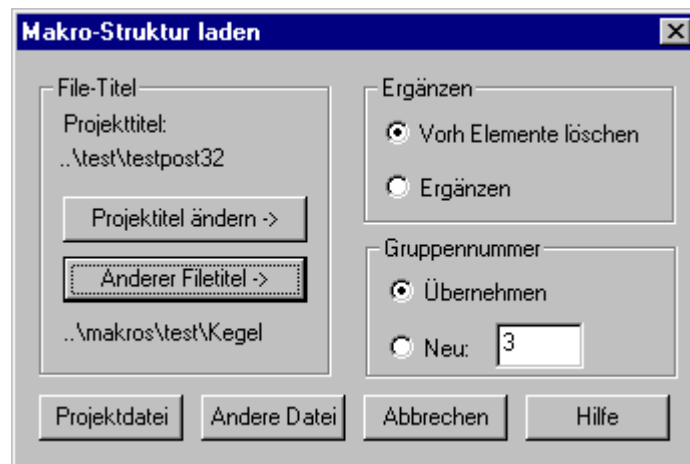 Makro-Struktur laden
File-Titel
Projekttitel:
..\test\testpost32
Projektitel ändern ->
Anderer Filetitel ->
..\makros\test\Kegel
Ergänzen
Vorh Elemente löschen
Ergänzen
Gruppennummer
Übernehmen
Neu: 3
Projektdatei Andere Datei Abbrechen Hilfe